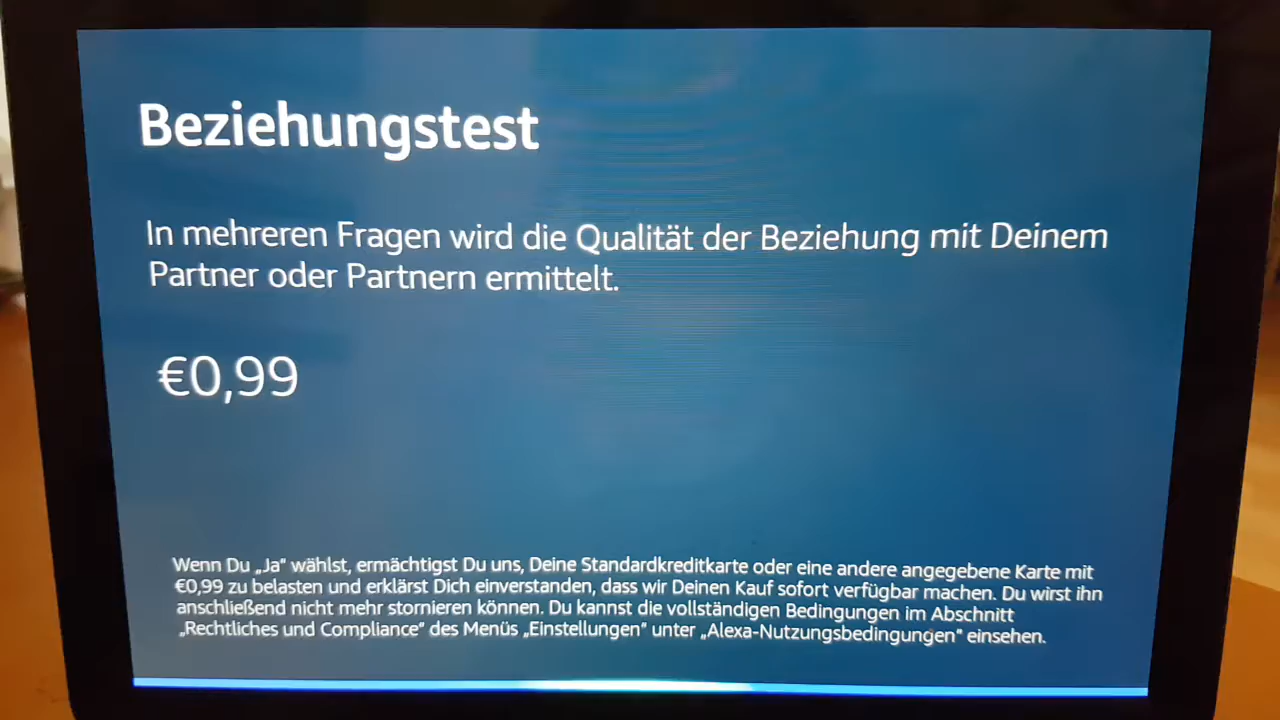 Beziehungstest
In mehreren Fragen wird die Qualität der Beziehung mit Deinem
Partner oder Partnern ermittelt.
€0,99
Wenn Du „Ja“ wählst, ermächtigst Du uns, Deine Standardkreditkarte oder eine andere angegebene Karte mit
€0,99 zu belasten und erklärst Dich einverstanden, dass wir Deinen Kauf sofort verfügbar machen. Du wirst ihn
anschließend nicht mehr stornieren können. Du kannst die vollständigen Bedingungen im Abschnitt
„Rechtliches und Compliance“ des Menüs „Einstellungen“ unter „Alexa-Nutzungsbedingungen“ einsehen.